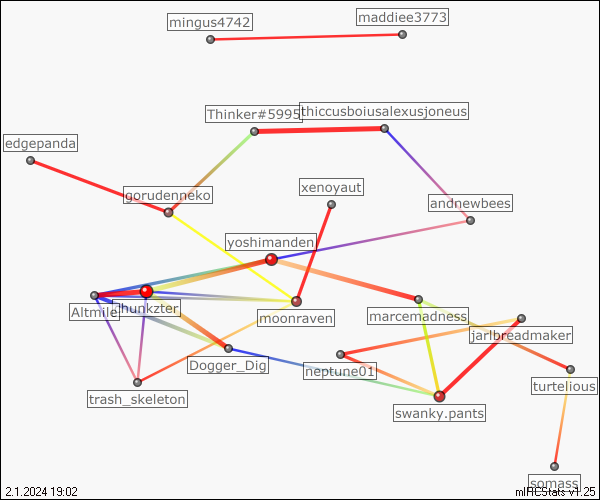 maddiee3773
mingus4742
Thinker#5995
thiccusboiusalexusjoneus
edgepanda
xenoyaut
gorudenneko
andnewbees
yoshimanden
Altmile
hunkzter
moonraven
marcemarness
jarlbreadmaker
Dogger_Dig
neptune01
turtelious
trash_skeleton
swanky.pants
somass
2.1.2024 19:02
mIRCStats v1.25